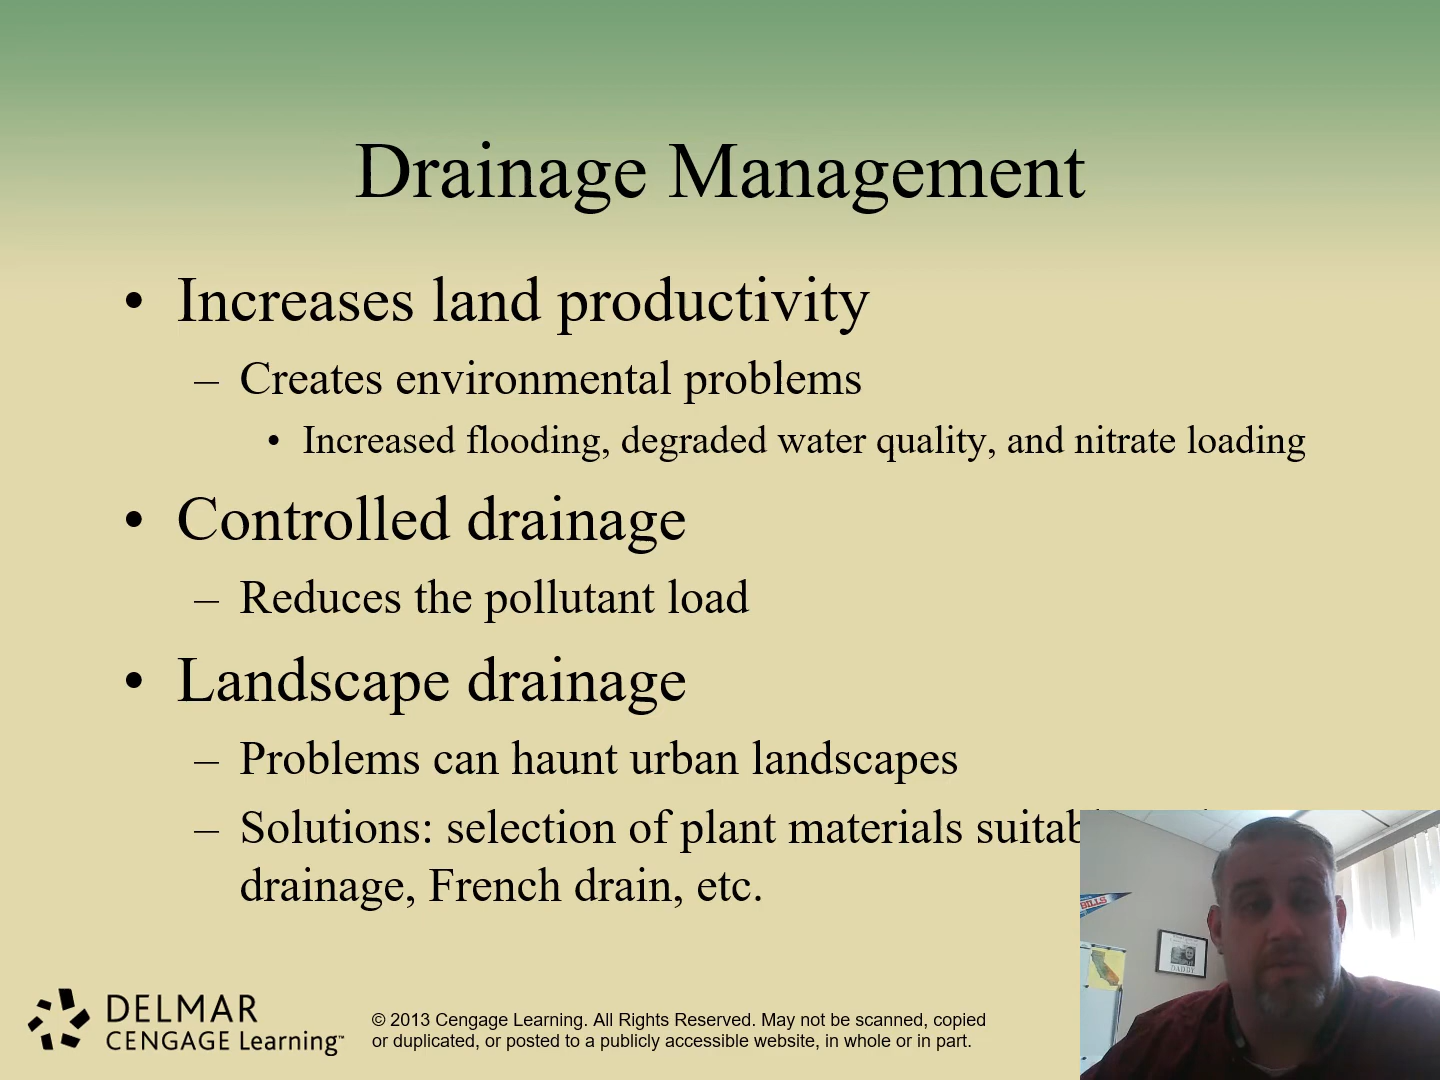 Drainage Management
• Increases land productivity
– Creates environmental problems
• Increased flooding, degraded water quality, and nitrate loading
• Controlled drainage
– Reduces the pollutant load
• Landscape drainage
– Problems can haunt urban landscapes
– Solutions: selection of plant materials
drainage, French drain, etc.
BILLS
DADDY
DELMAR
CENGAGE Learning™
© 2013 Cengage Learning. All Rights Reserved. May not be scanned, copied
or duplicated, or posted to a publicly accessible website, in whole or in part.